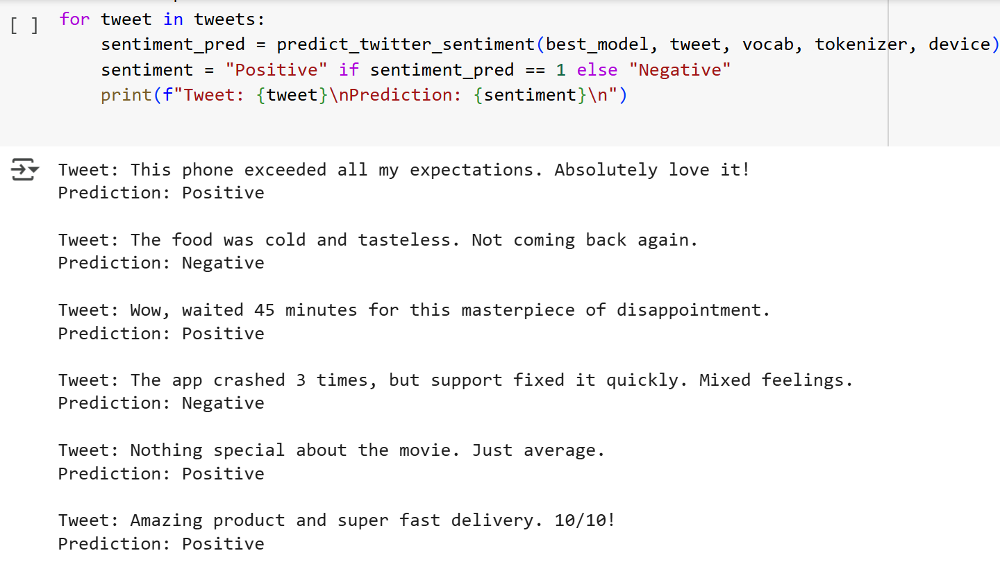 [ ] for tweet in tweets:
sentiment_pred = predict_twitter_sentiment(best_model, tweet, vocab, tokenizer, device)
sentiment = "Positive" if sentiment_pred == 1 else "Negative"
print(f"Tweet: {tweet}\nPrediction: {sentiment}\n")
Tweet: This phone exceeded all my expectations. Absolutely love it!
Prediction: Positive
Tweet: The food was cold and tasteless. Not coming back again.
Prediction: Negative
Tweet: Wow, waited 45 minutes for this masterpiece of disappointment.
Prediction: Positive
Tweet: The app crashed 3 times, but support fixed it quickly. Mixed feelings.
Prediction: Negative
Tweet: Nothing special about the movie. Just average.
Prediction: Positive
Tweet: Amazing product and super fast delivery. 10/10!
Prediction: Positive